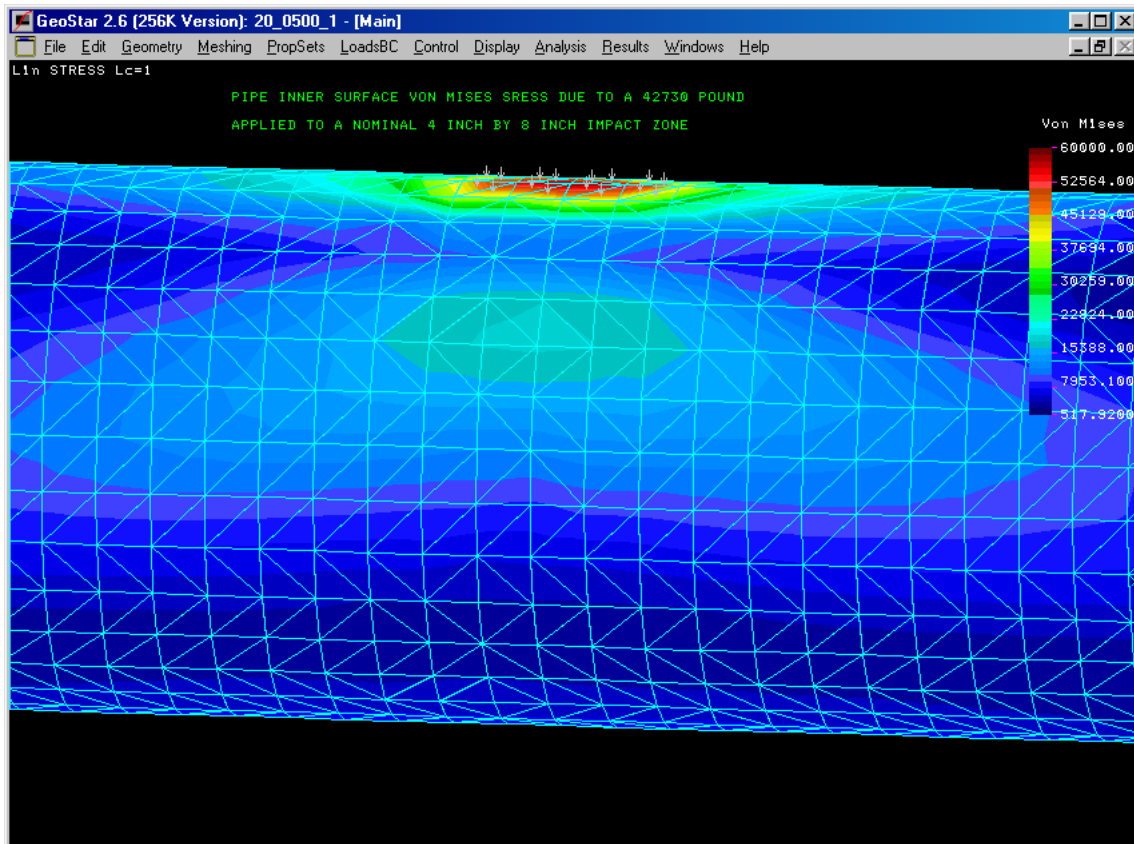 GeoStar 2.6 (256K Version): 20_0500_1 - [Main]
File Edit Geometry Meshing PropSets LoadsBC Control Display Analysis Results Windows Help
L1n STRESS Lc=1
PIPE INNER SURFACE VON MISES SRESS DUE TO A 42730 POUND
APPLIED TO A NOMINAL 4 INCH BY 8 INCH IMPACT ZONE
Von M1ses
60000.00
52564.00
45129.00
37694.00
30259.00
22824.00
15388.00
7953.100
517.9200